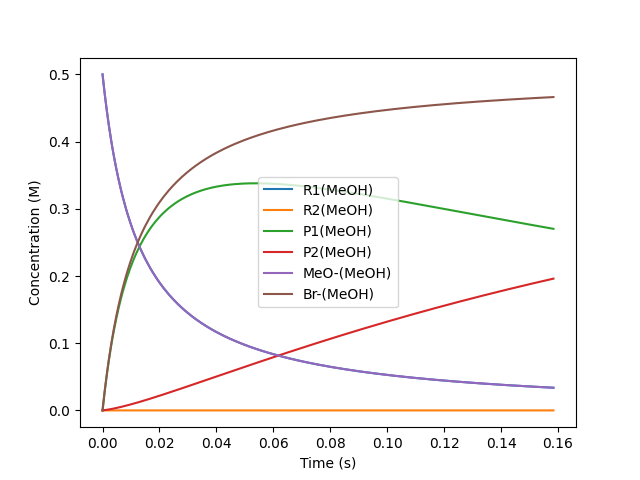 0.5
0.4
0.3
0.2
0.1
0.0
Concentration (M)
R1(MeOH)
R2(MeOH)
P1(MeOH)
P2(MeOH)
MeO-(MeOH)
Br-(MeOH)
0.00 0.02 0.04 0.06 0.08 0.10 0.12 0.14 0.16
Time (s)